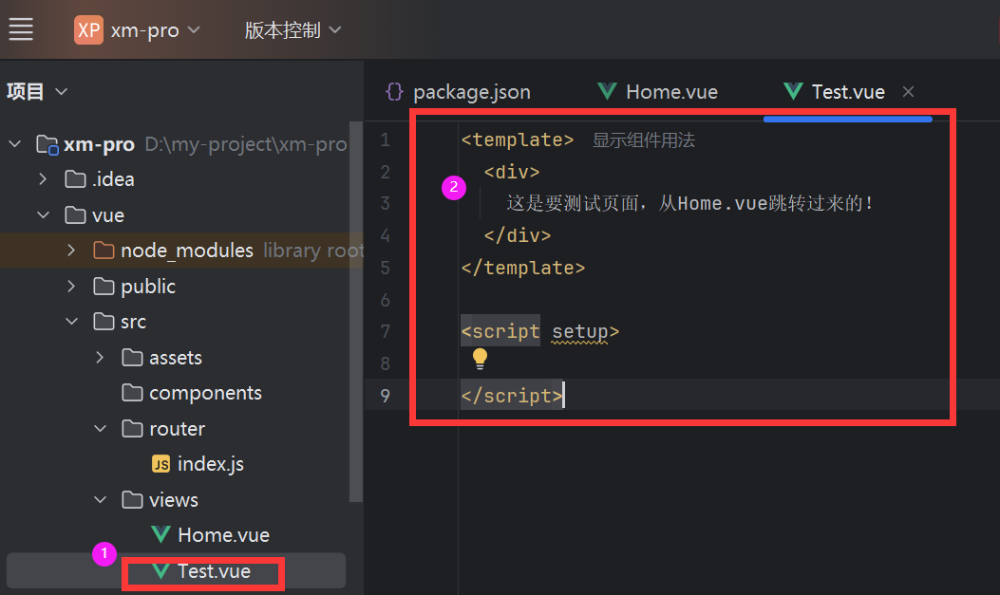 XP xm-pro 版本控制
项目
package.json Home.vue Test.vue
xm-pro D:\my-project\xm-pro
.idea
vue
node_modules library root
public
src
assets
components
router
JS index.js
views
Home.vue
1
Test.vue
1 <template> 显示组件用法
2 <div>
2
3 这是要测试页面，从Home.vue跳转过来的！
4 </div>
5 </template>
6
7 <script setup>
8
9 </script>